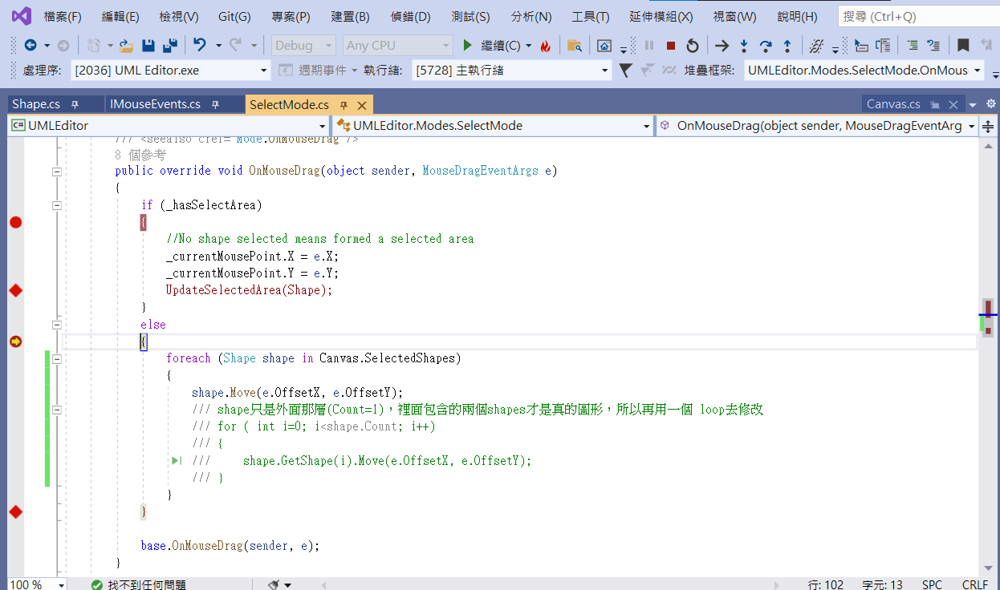 檔案(F) 編輯(E) 檢視(V) Git(G) 專案(P) 建置(B) 偵錯(D) 測試(S) 分析(N) 工具(T) 延伸模組(X) 視窗(W) 說明(H) 搜尋 (Ctrl+Q)
Debug Any CPU 繼續(C)
處理序: [2036] UML Editor.exe 週期事件 執行緒: [5728] 主執行緒 堆疊框架: UMLEditor.Modes.SelectMode.OnMous
Shape.cs IMouseEvents.cs SelectMode.cs Canvas.cs
C# UMLEditor UMLEditor.Modes.SelectMode OnMouseDrag(object sender, MouseDragEventArg
/// <seealso cref="Mode.OnMouseDrag"/>
8 個參考
public override void OnMouseDrag(object sender, MouseDragEventArgs e)
{
if (_hasSelectArea)
{
//No shape selected means formed a selected area
_currentMousePoint.X = e.X;
_currentMousePoint.Y = e.Y;
UpdateSelectedArea(Shape);
}
else
{
foreach (Shape shape in Canvas.SelectedShapes)
{
shape.Move(e.OffsetX, e.OffsetY);
/// shape只是外面那層(Count=1)，裡面包含的兩個shapes才是真的圖形，所以再用一個 loop去修改
/// for ( int i=0; i<shape.Count; i++)
/// {
/// shape.GetShape(i).Move(e.OffsetX, e.OffsetY);
/// }
}
}
base.OnMouseDrag(sender, e);
}
100 % 找不到任何問題 行: 102 字元: 13 SPC CRLF